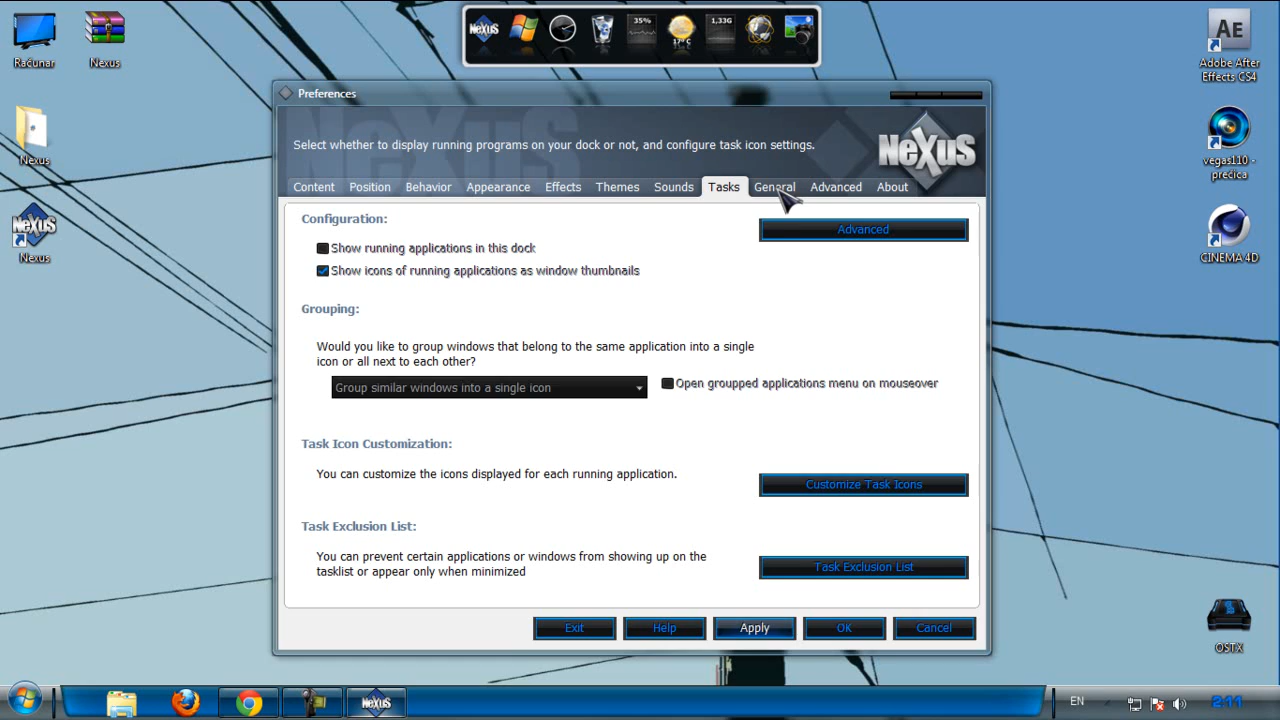 35%
17° C
1,33G
Računar
Nexus
Nexus
NeXuS
Nexus
AE
Adobe After
Effects CS4
vegas110 -
prečica
CINEMA 4D
OSTX
Preferences
Select whether to display running programs on your dock or not, and configure task icon settings.
NeXuS
Content Position Behavior Appearance Effects Themes Sounds Tasks General Advanced About
Configuration:
Advanced
Show running applications in this dock
Show icons of running applications as window thumbnails
Grouping:
Would you like to group windows that belong to the same application into a single
icon or all next to each other?
Group similar windows into a single icon
Open groupped applications menu on mouseover
Task Icon Customization:
You can customize the icons displayed for each running application.
Customize Task Icons
Task Exclusion List:
You can prevent certain applications or windows from showing up on the
tasklist or appear only when minimized
Task Exclusion List
Exit Help Apply OK Cancel
NeXuS
EN
2:11